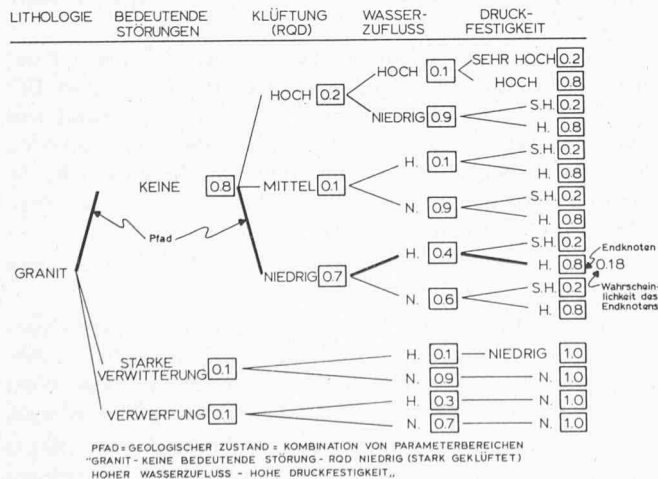 LITHOLOGIE BEDEUTENDE STÖRUNGEN KLÜFTUNG (RQD) WASSER-ZUFLUSS DRUCK-FESTIGKEIT
SEHR HOCH 0.2
HOCH 0.1
HOCH 0.8
HOCH 0.2
S.H. 0.2
NIEDRIG 0.9
H. 0.8
S.H. 0.2
H. 0.1
H. 0.8
KEINE 0.8 MITTEL 0.1
S.H. 0.2
N. 0.9
H. 0.8
Pfad
S.H. 0.2
H. 0.4
Endknoten
H. 0.8 0.18
GRANIT NIEDRIG 0.7
S.H. 0.2
Wahrschein-
lichkeit des
Endknotens
N. 0.6
H. 0.8
H. 0.1 NIEDRIG 1.0
STARKE
VERWITTERUNG 0.1
N. 0.9 N. 1.0
H. 0.3 N. 1.0
VERWERFUNG 0.1
N. 0.7 N. 1.0
PFAD = GEOLOGISCHER ZUSTAND = KOMBINATION VON PARAMETERBEREICHEN
"GRANIT - KEINE BEDEUTENDE STÖRUNG - RQD NIEDRIG (STARK GEKLÜFTET)
HOHER WASSERZUFLUSS - HOHE DRUCKFESTIGKEIT„